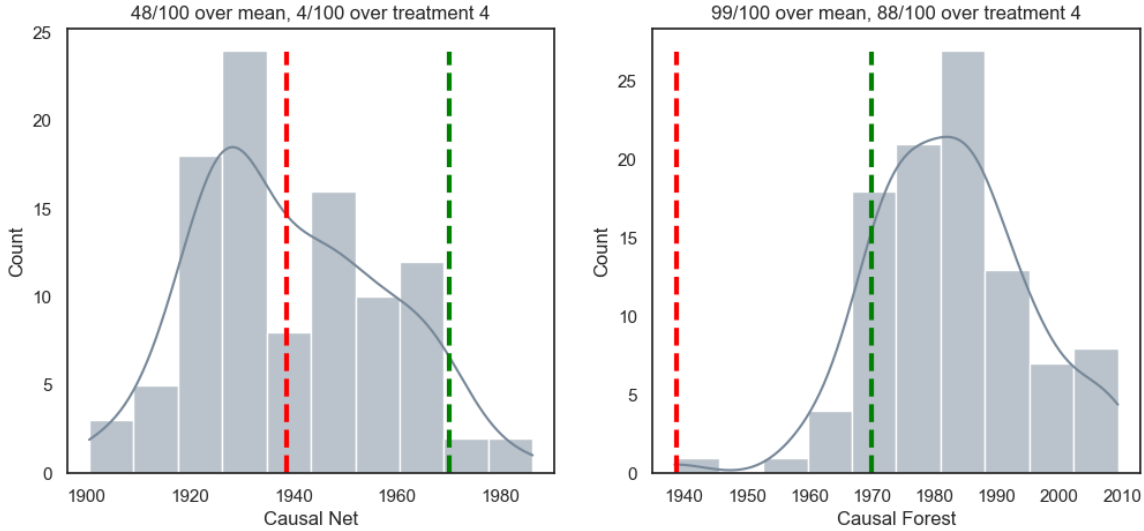 48/100 over mean, 4/100 over treatment 4
25
20
15
10
5
0
Count
1900 1920 1940 1960 1980
Causal Net
99/100 over mean, 88/100 over treatment 4
25
20
15
10
5
0
Count
1940 1950 1960 1970 1980 1990 2000 2010
Causal Forest